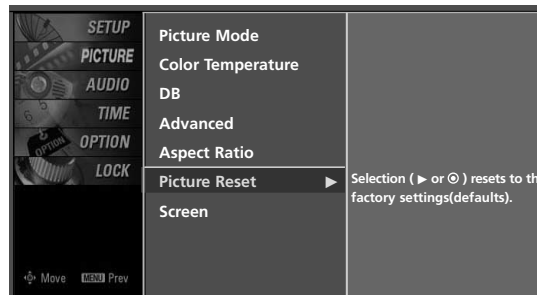 SETUP
PICTURE
AUDIO
TIME
OPTION
LOCK
Move MENU Prev
Picture Mode
Color Temperature
DB
Advanced
Aspect Ratio
Picture Reset ▶
Screen
Selection ( ▶ or ◉ ) resets to th
factory settings(defaults).